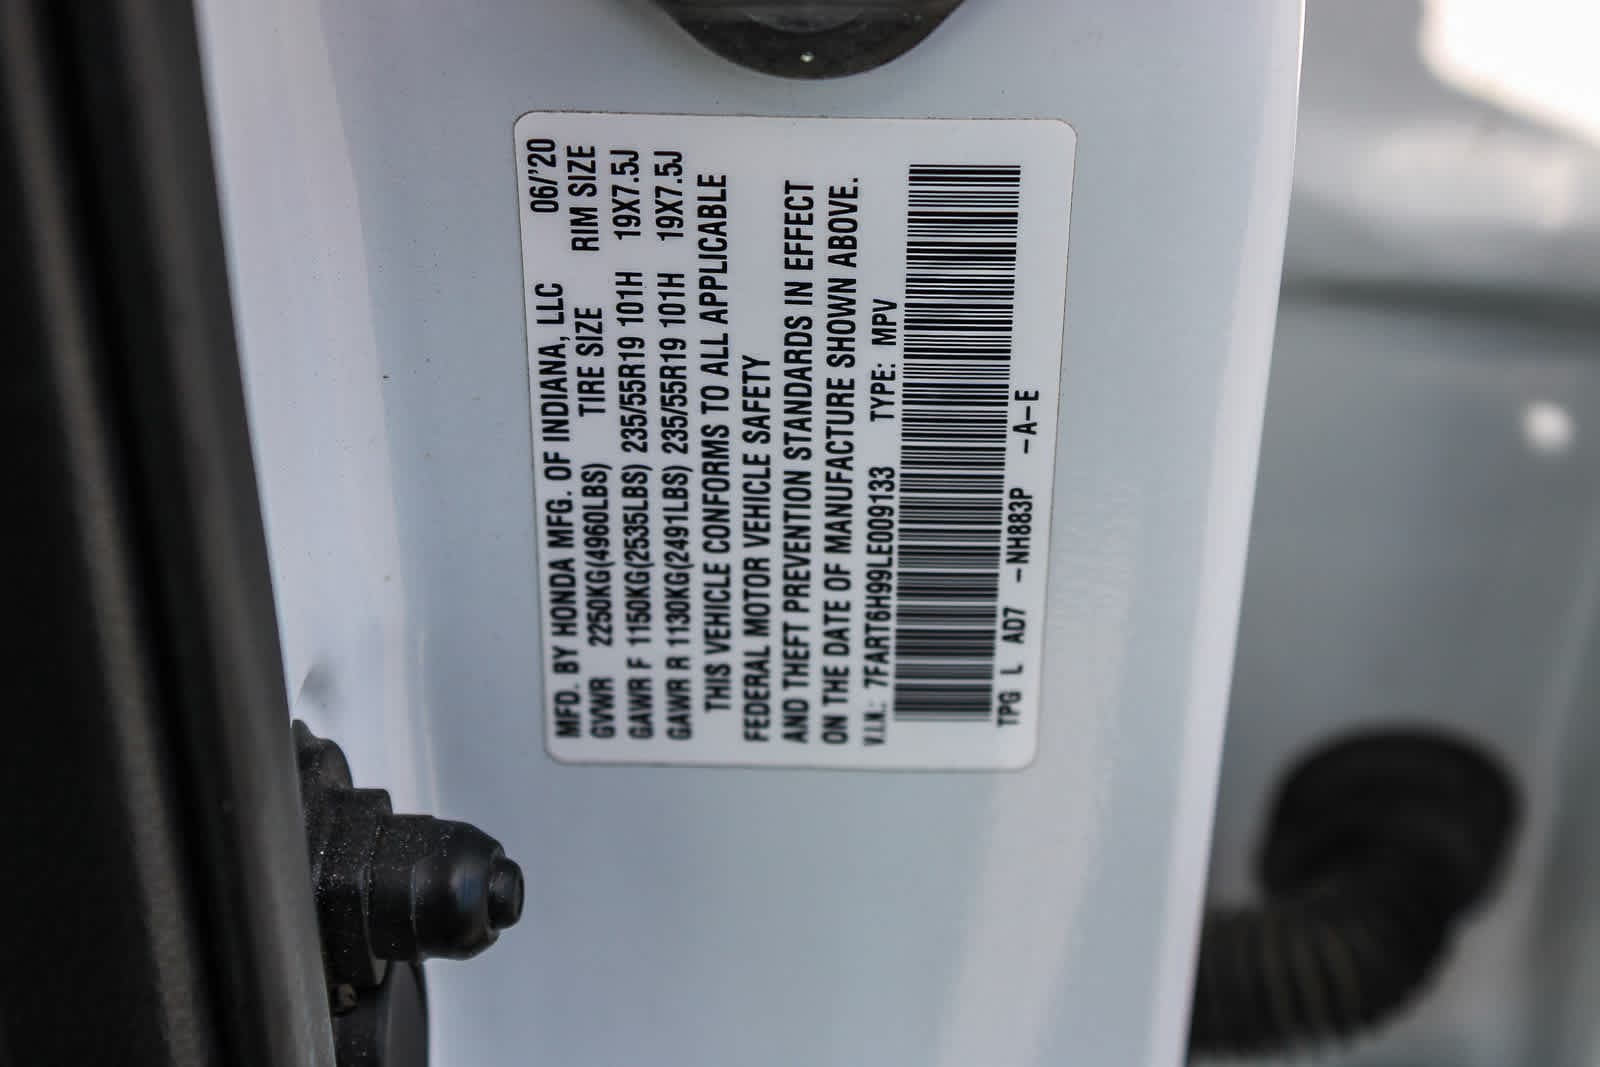 MFD. BY HONDA MFG. OF INDIANA, LLC 06/'20
GVWR 2250KG(4960LBS) TIRE SIZE RIM SIZE
GAWR F 1150KG(2535LBS) 235/55R19 101H 19X7.5J
GAWR R 1130KG(2491LBS) 235/55R19 101H 19X7.5J
THIS VEHICLE CONFORMS TO ALL APPLICABLE
FEDERAL MOTOR VEHICLE SAFETY
AND THEFT PREVENTION STANDARDS IN EFFECT
ON THE DATE OF MANUFACTURE SHOWN ABOVE.
V.I.N.: 7FART6H99LE009133 TYPE: MPV
TPG L AD7 -NH883P -A-E